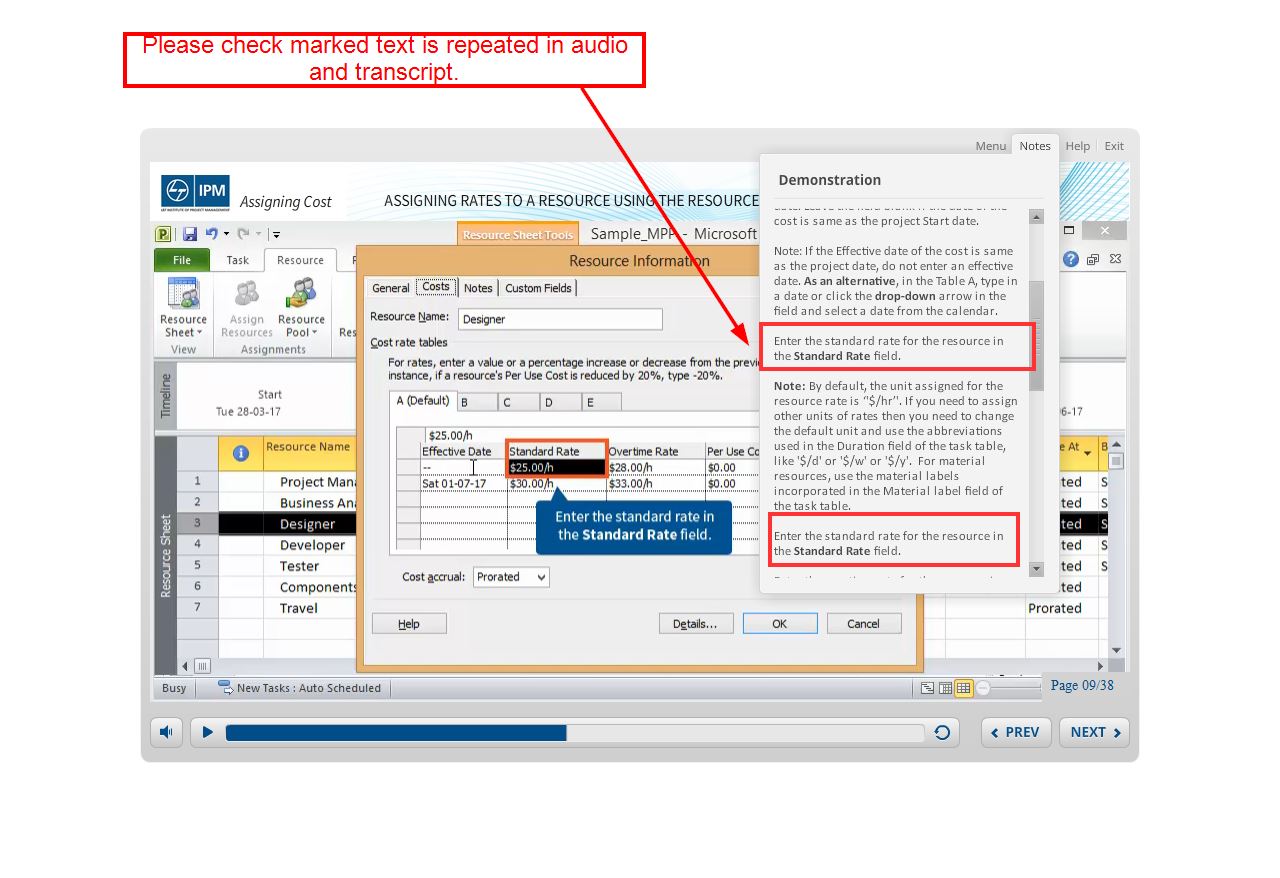 Please check marked text is repeated in audio
and transcript.
Menu Notes Help Exit
IPM
L&T INSTITUTE OF PROJECT MANAGEMENT
Assigning Cost
ASSIGNING RATES TO A RESOURCE USING THE RESOURCE
Resource Sheet Tools
Sample_MPP - Microsoft
File Task Resource
Resource Information
Resource
Sheet
View
Assign
Resources
Resource
Pool
Assignments
Res
General Costs Notes Custom Fields
Resource Name: Designer
Cost rate tables
For rates, enter a value or a percentage increase or decrease from the previ
instance, if a resource's Per Use Cost is reduced by 20%, type -20%.
A (Default) B C D E
$25.00/h
Effective Date Standard Rate Overtime Rate Per Use Co
-- $25.00/h $28.00/h $0.00
Sat 01-07-17 $30.00/h $33.00/h $0.00
Enter the standard rate in
the Standard Rate field.
Cost accrual: Prorated
Help Details... OK Cancel
Timeline
Start
Tue 28-03-17
6-17
Resource Sheet
Resource Name
e At
B
1 Project Mana
ted S
2 Business Ana
ted S
3 Designer
ted S
4 Developer
ted S
5 Tester
ted S
6 Components
ted
7 Travel
Prorated
Busy New Tasks : Auto Scheduled
Page 09/38
PREV NEXT
Demonstration
cost is same as the project Start date.
Note: If the Effective date of the cost is same
as the project date, do not enter an effective
date. As an alternative, in the Table A, type in
a date or click the drop-down arrow in the
field and select a date from the calendar.
Enter the standard rate for the resource in
the Standard Rate field.
Note: By default, the unit assigned for the
resource rate is “$/hr”. If you need to assign
other units of rates then you need to change
the default unit and use the abbreviations
used in the Duration field of the task table,
like '$/d' or '$/w' or '$/y'. For material
resources, use the material labels
incorporated in the Material label field of
the task table.
Enter the standard rate for the resource in
the Standard Rate field.